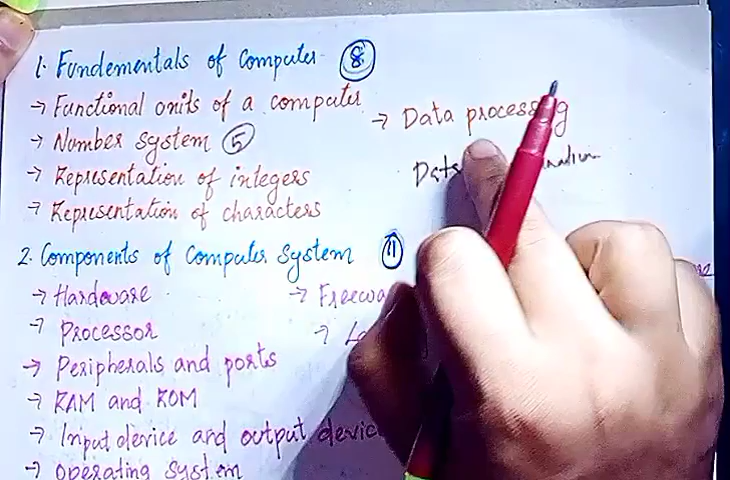 1. Fundementals of Computer 8
→ Functional units of a computer
→ Data processing
→ Number system 5
→ Representation of integers
→ Representation of characters
2. Components of Computer System 11
→ Hardware
→ Processor
→ Peripherals and ports
→ RAM and ROM
→ Input device and output devic
→ Operating system